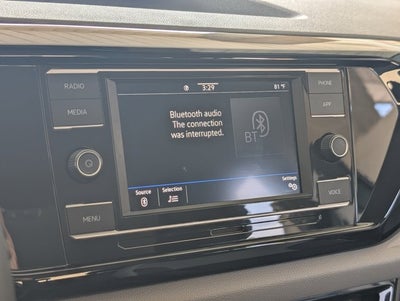 RADIO
MEDIA
MENU
3:29
81 °F
Bluetooth audio
The connection
was interrupted.
BT
Source
Selection
Settings
PHONE
APP
VOICE